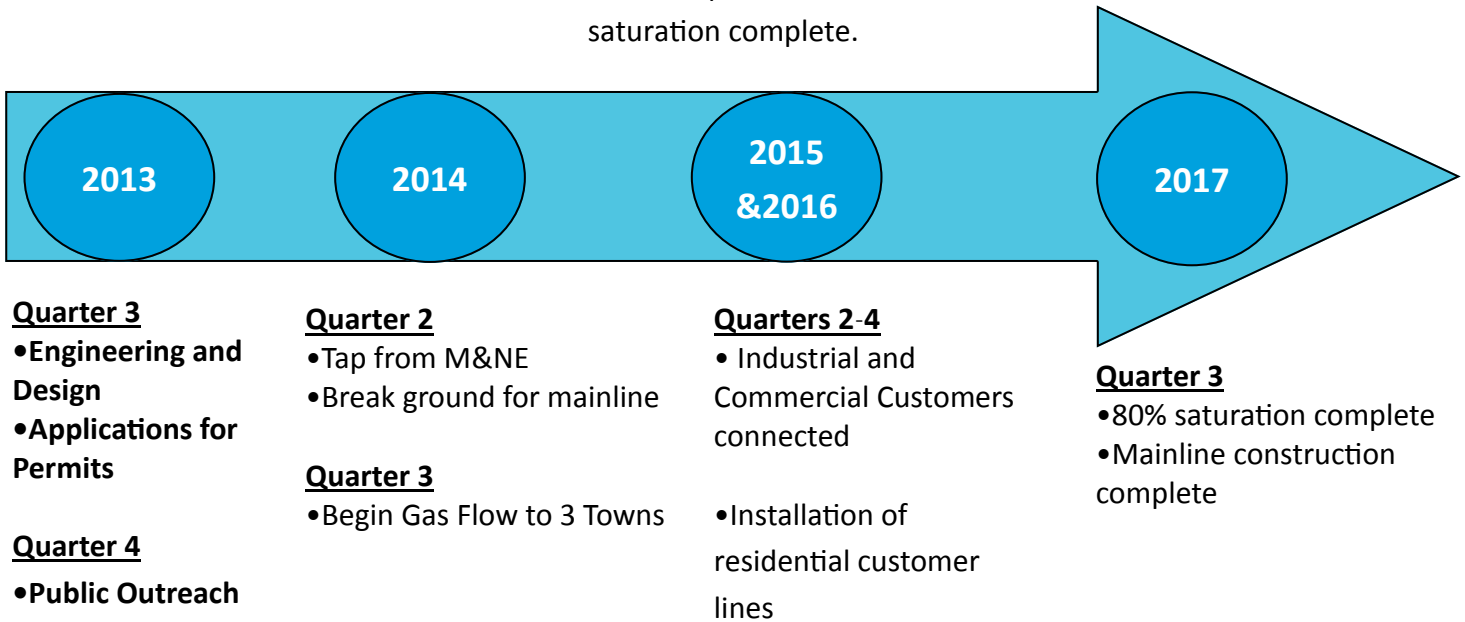 saturation complete.
2013
2014
2015
&2016
2017
Quarter 3
•Engineering and
Design
•Applications for
Permits
Quarter 4
•Public Outreach
Quarter 2
•Tap from M&NE
•Break ground for mainline
Quarter 3
•Begin Gas Flow to 3 Towns
Quarters 2-4
• Industrial and
Commercial Customers
connected
•Installation of
residential customer
lines
Quarter 3
•80% saturation complete
•Mainline construction
complete